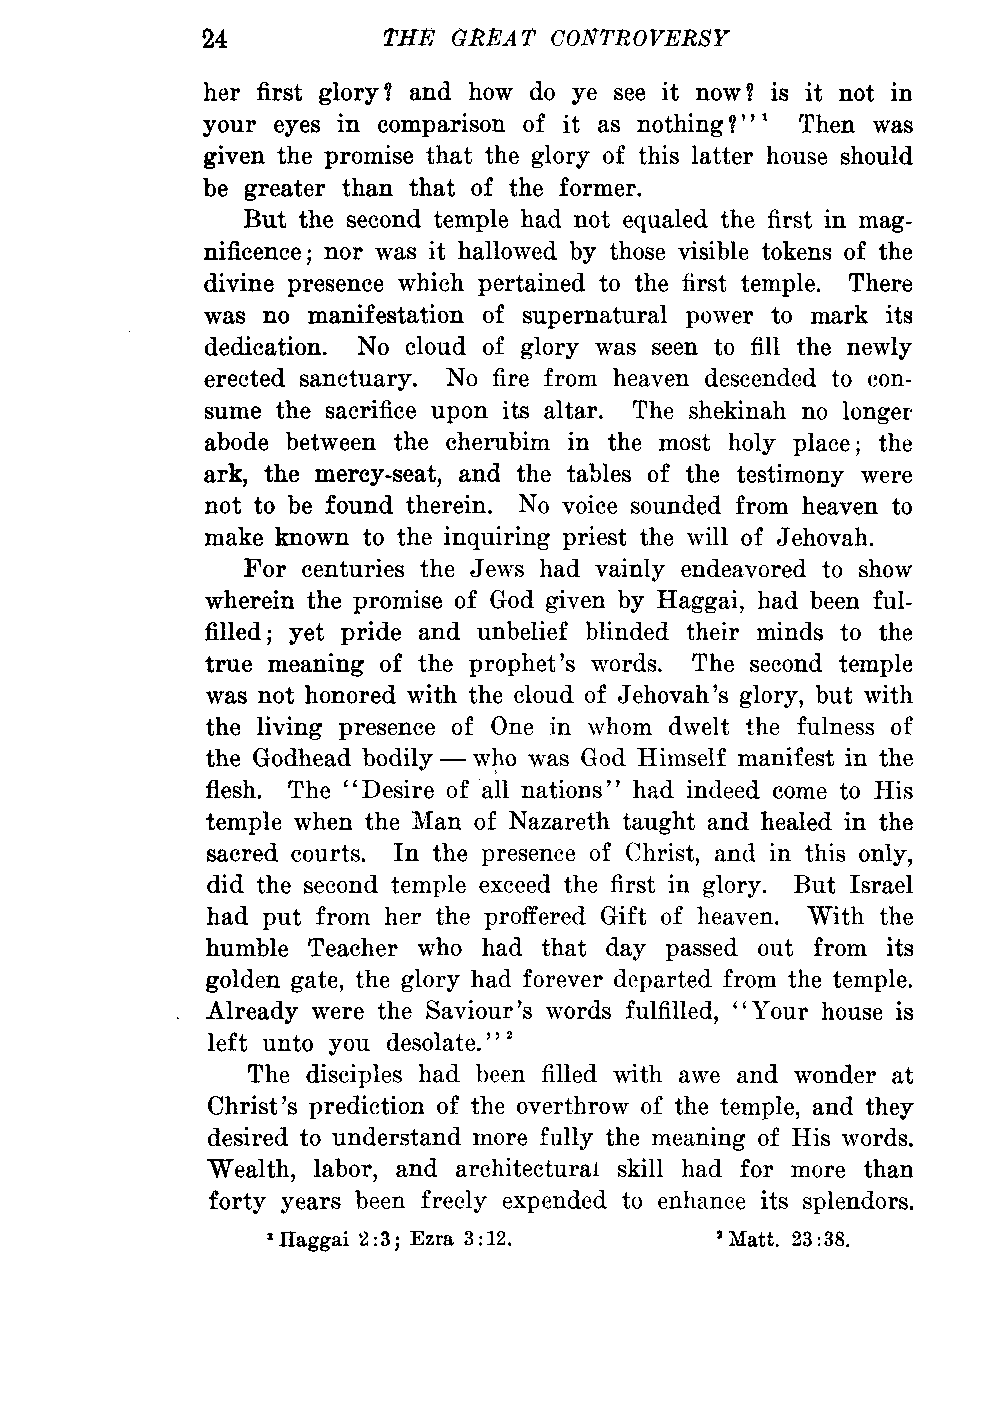 24 THE GREAT CONTROVERSY
her first glory? and how do ye see it now? is it not in
your eyes in comparison of it as nothing?''¹ Then was
given the promise that the glory of this latter house should
be greater than that of the former.
But the second temple had not equaled the first in mag-
nificence; nor was it hallowed by those visible tokens of the
divine presence which pertained to the first temple. There
was no manifestation of supernatural power to mark its
dedication. No cloud of glory was seen to fill the newly
erected sanctuary. No fire from heaven descended to con-
sume the sacrifice upon its altar. The shekinah no longer
abode between the cherubim in the most holy place; the
ark, the mercy-seat, and the tables of the testimony were
not to be found therein. No voice sounded from heaven to
make known to the inquiring priest the will of Jehovah.
For centuries the Jews had vainly endeavored to show
wherein the promise of God given by Haggai, had been ful-
filled; yet pride and unbelief blinded their minds to the
true meaning of the prophet's words. The second temple
was not honored with the cloud of Jehovah's glory, but with
the living presence of One in whom dwelt the fulness of
the Godhead bodily — who was God Himself manifest in the
flesh. The ''Desire of all nations'' had indeed come to His
temple when the Man of Nazareth taught and healed in the
sacred courts. In the presence of Christ, and in this only,
did the second temple exceed the first in glory. But Israel
had put from her the proffered Gift of heaven. With the
humble Teacher who had that day passed out from its
golden gate, the glory had forever departed from the temple.
Already were the Saviour's words fulfilled, ''Your house is
left unto you desolate.''²
The disciples had been filled with awe and wonder at
Christ's prediction of the overthrow of the temple, and they
desired to understand more fully the meaning of His words.
Wealth, labor, and architectural skill had for more than
forty years been freely expended to enhance its splendors.
¹ Haggai 2:3; Ezra 3:12. ² Matt. 23:38.